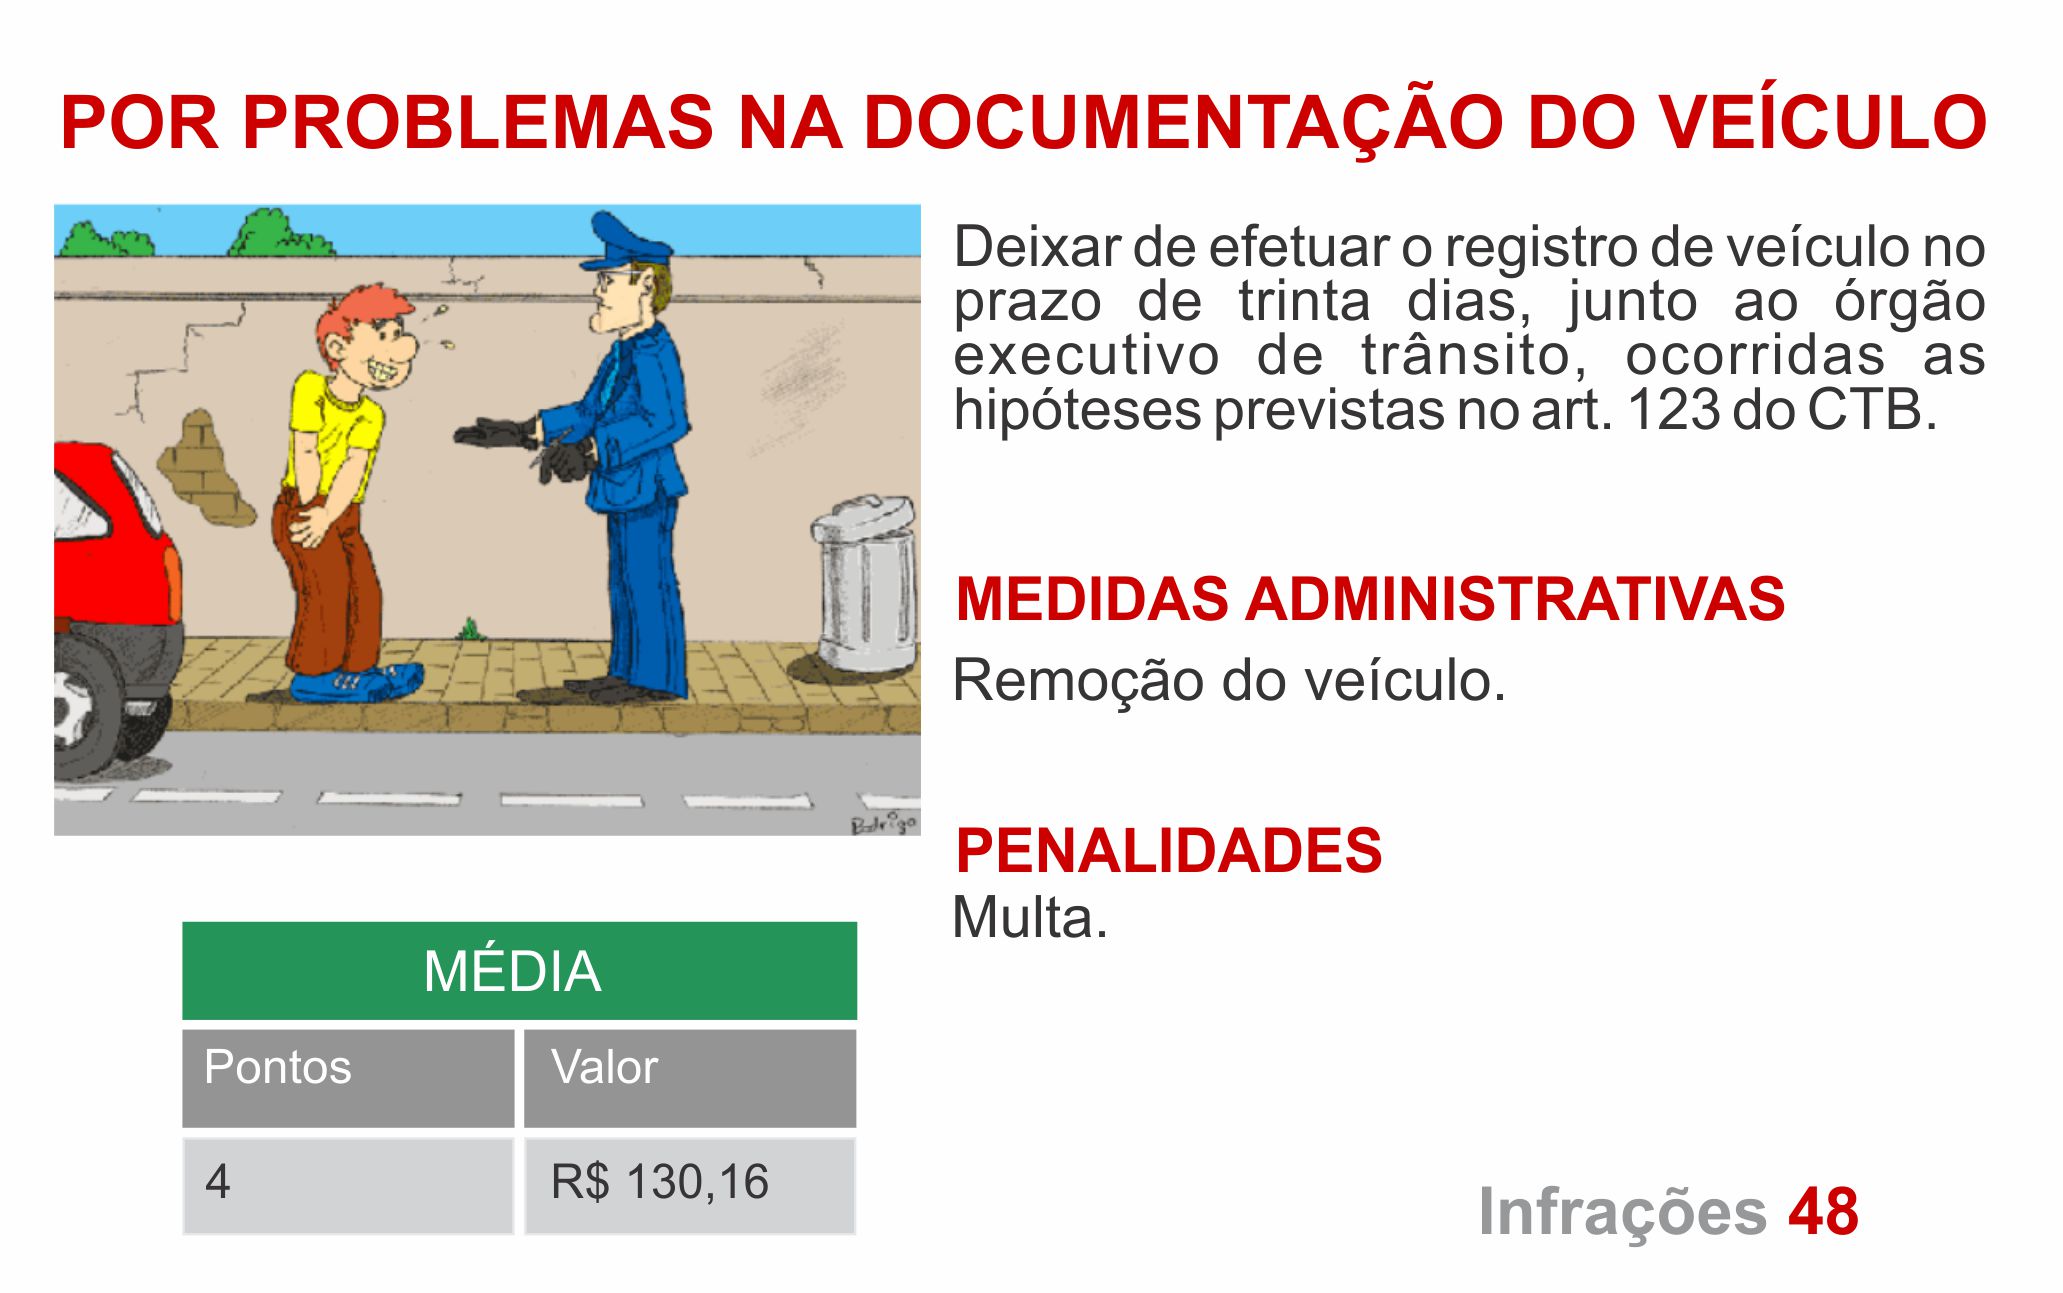 POR PROBLEMAS NA DOCUMENTAÇÃO DO VEÍCULO
Deixar de efetuar o registro de veículo no
prazo de trinta dias, junto ao órgão
executivo de trânsito, ocorridas as
hipóteses previstas no art. 123 do CTB.
MEDIDAS ADMINISTRATIVAS
Remoção do veículo.
Rodrigo
PENALIDADES
Multa.
MÉDIA
Pontos Valor
4 R$ 130,16
Infrações 48